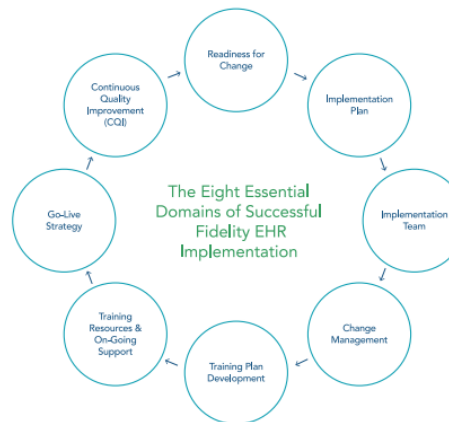 Readiness for
Change
Implementation
Plan
Implementation
Team
Change
Management
Training Plan
Development
Training
Resources &
On-Going
Support
Go-Live
Strategy
Continuous
Quality
Improvement
(CQI)
The Eight Essential
Domains of Successful
Fidelity EHR
Implementation